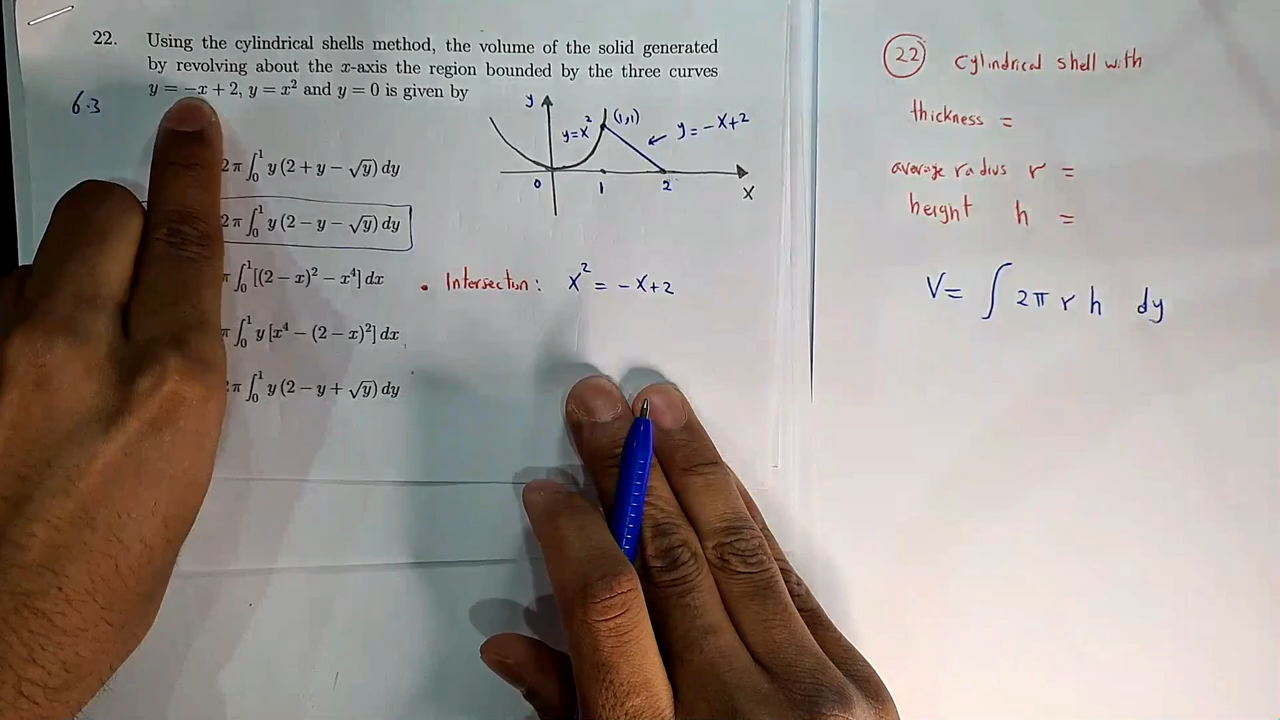 22. Using the cylindrical shells method, the volume of the solid generated
by revolving about the x-axis the region bounded by the three curves
y = −x + 2, y = x² and y = 0 is given by
6.3
2π ∫₀¹ y (2 + y − √y) dy
2π ∫₀¹ y (2 − y − √y) dy
π ∫₀¹ [(2 − x)² − x⁴] dx
π ∫₀¹ y [x⁴ − (2 − x)²] dx
π ∫₀¹ y (2 − y + √y) dy
y
y=x²
(1,1)
y=-x+2
0
1
2
X
• Intersection: x² = -x+2
22 cylindrical shell with
thickness =
average radius r =
height h =
V= ∫ 2π r h dy